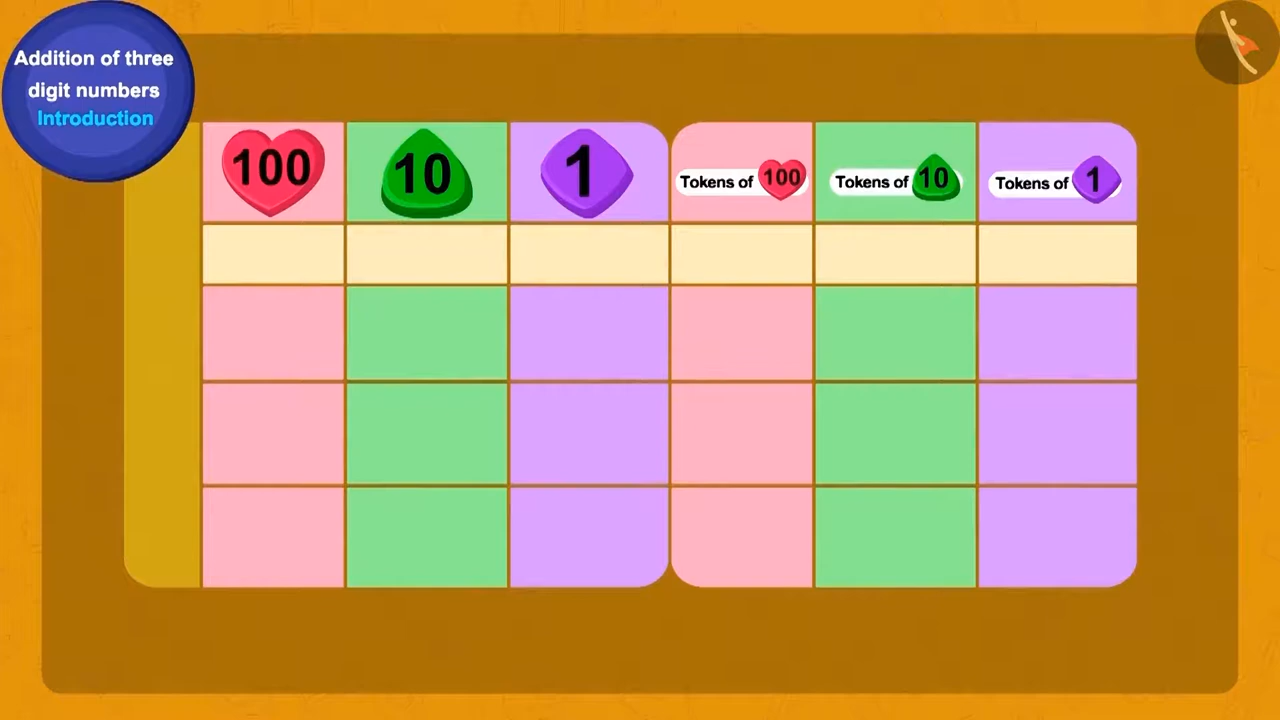 Addition of three
digit numbers
Introduction
100 10 1 Tokens of 100 Tokens of 10 Tokens of 1